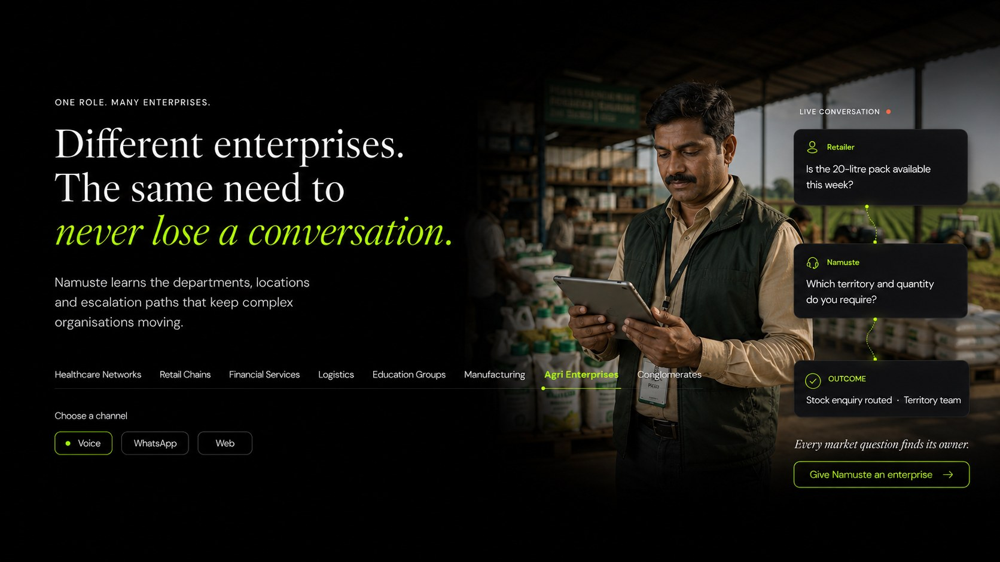 ONE ROLE. MANY ENTERPRISES.
Different enterprises.
The same need to
never lose a conversation.
Namuste learns the departments, locations
and escalation paths that keep complex
organisations moving.
Healthcare Networks Retail Chains Financial Services Logistics Education Groups Manufacturing Agri Enterprises Conglomerates
Choose a channel
Voice WhatsApp Web
LIVE CONVERSATION
Retailer
Is the 20-litre pack available
this week?
Namuste
Which territory and quantity
do you require?
OUTCOME
Stock enquiry routed · Territory team
Every market question finds its owner.
Give Namuste an enterprise →